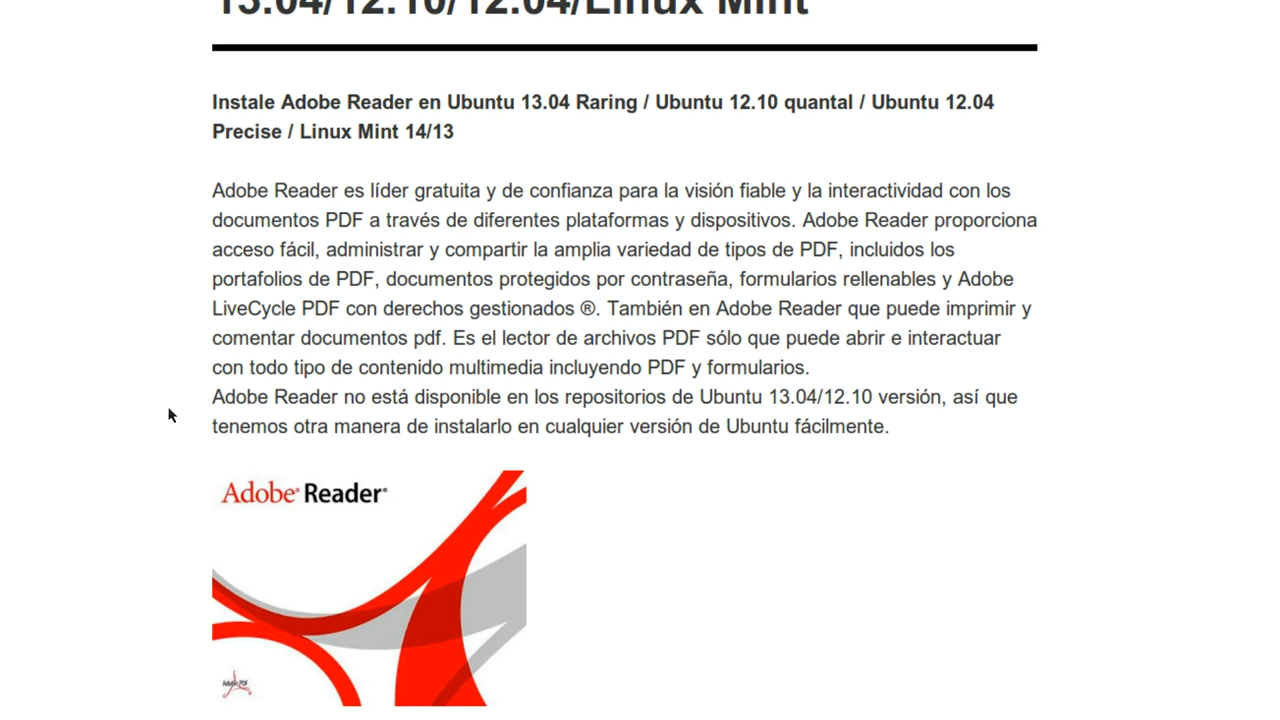 13.04/12.10/12.04/Linux Mint
Instale Adobe Reader en Ubuntu 13.04 Raring / Ubuntu 12.10 quantal / Ubuntu 12.04
Precise / Linux Mint 14/13
Adobe Reader es líder gratuita y de confianza para la visión fiable y la interactividad con los
documentos PDF a través de diferentes plataformas y dispositivos. Adobe Reader proporciona
acceso fácil, administrar y compartir la amplia variedad de tipos de PDF, incluidos los
portafolios de PDF, documentos protegidos por contraseña, formularios rellenables y Adobe
LiveCycle PDF con derechos gestionados ®. También en Adobe Reader que puede imprimir y
comentar documentos pdf. Es el lector de archivos PDF sólo que puede abrir e interactuar
con todo tipo de contenido multimedia incluyendo PDF y formularios.
Adobe Reader no está disponible en los repositorios de Ubuntu 13.04/12.10 versión, así que
tenemos otra manera de instalarlo en cualquier versión de Ubuntu fácilmente.
Adobe® Reader®
Adobe PDF